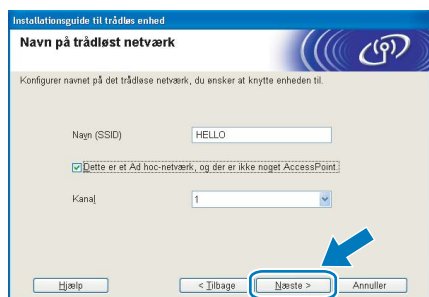 Installationsguide til trådløs enhed
Navn på trådløst netværk
Konfigurer navnet på det trådløse netværk, du ønsker at knytte enheden til.
Navn (SSID) HELLO
Dette er et Ad hoc-netværk, og der er ikke noget AccessPoint.
Kanal 1
Hjælp < Tilbage Næste > Annuller